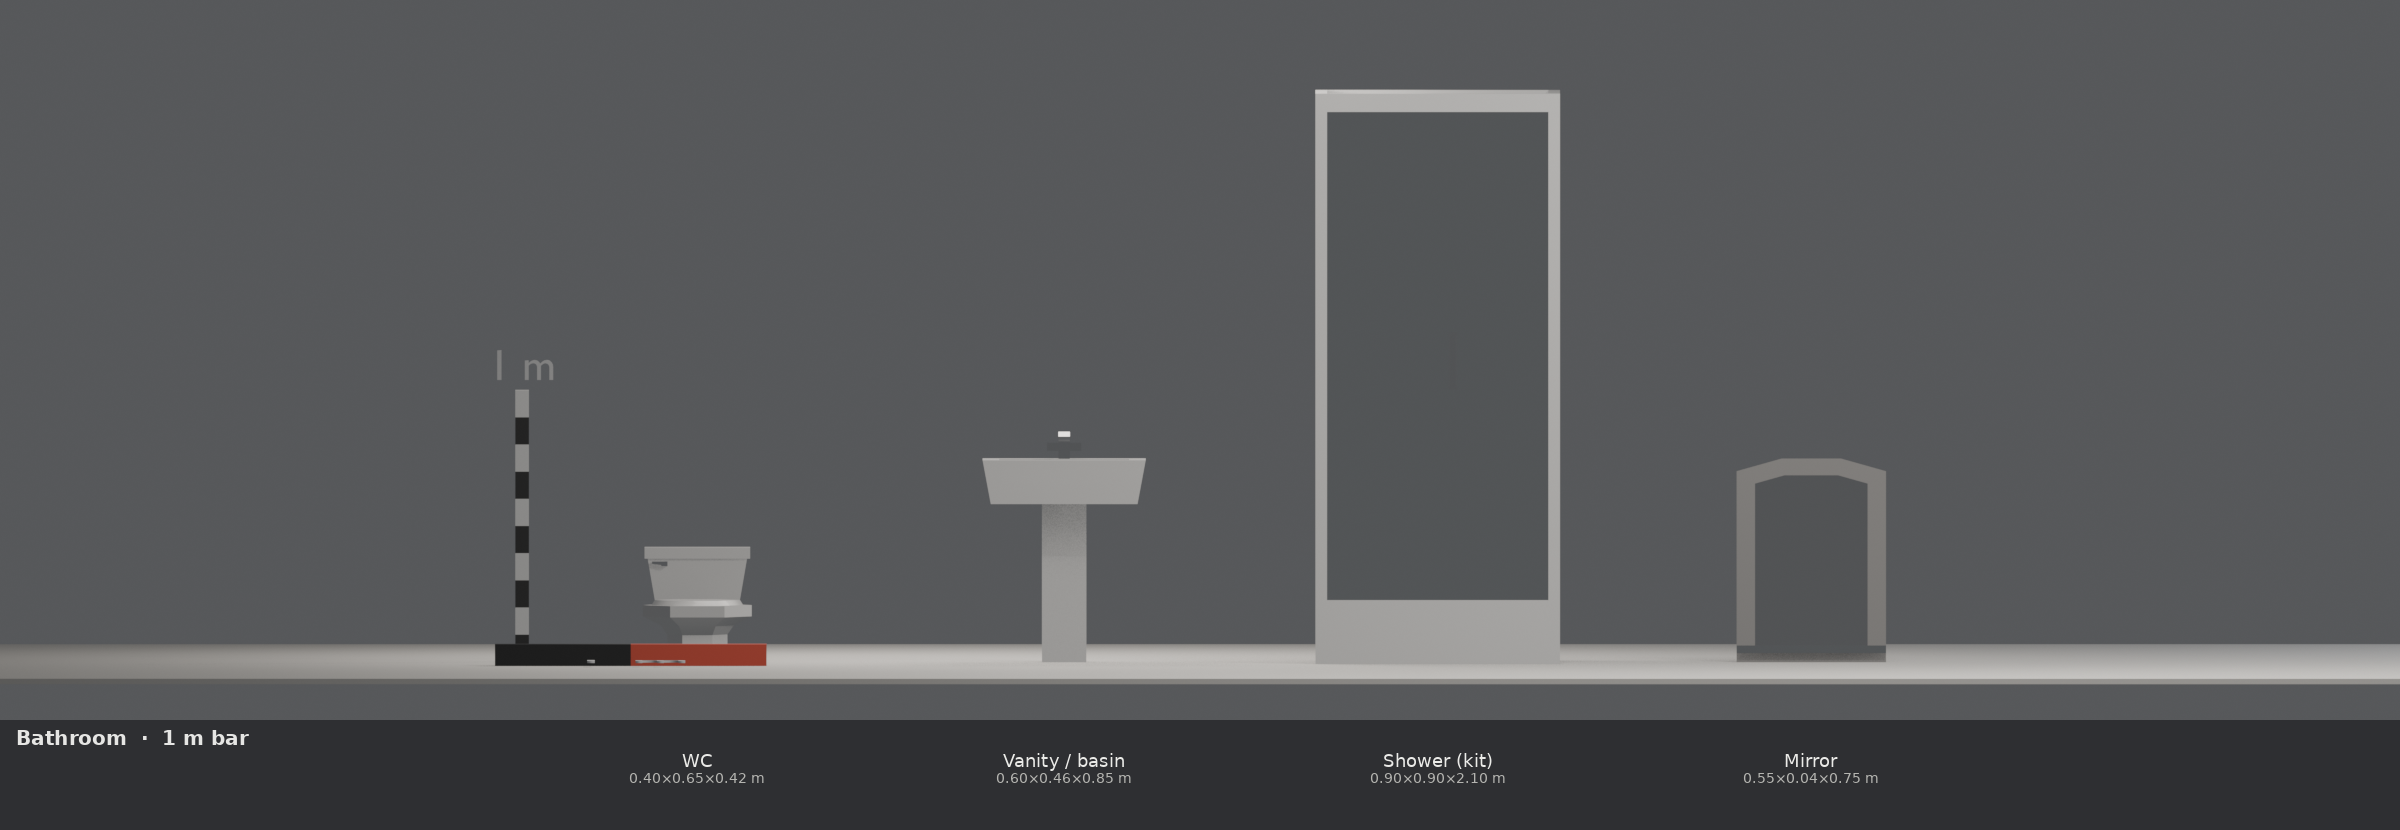 1 m
Bathroom · 1 m bar
WC
0.40×0.65×0.42 m
Vanity / basin
0.60×0.46×0.85 m
Shower (kit)
0.90×0.90×2.10 m
Mirror
0.55×0.04×0.75 m